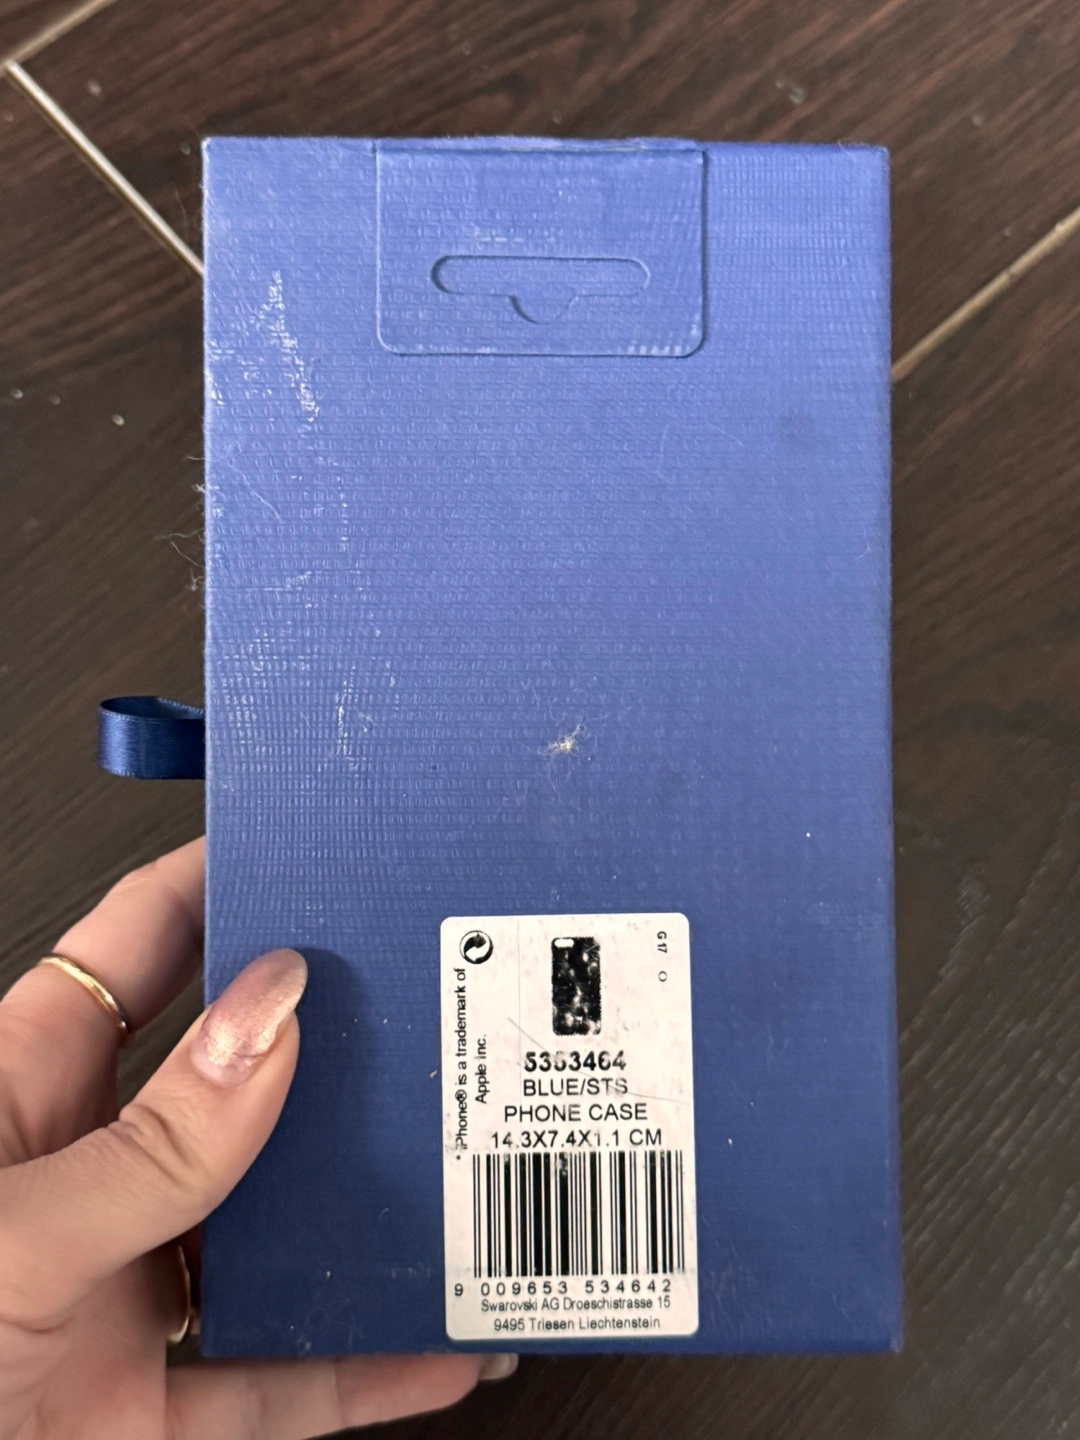 G17
* iPhone® is a trademark of
Apple Inc.
5363464
BLUE/STS
PHONE CASE
14.3X7.4X1.1 CM
9 009653 534642
Swarovski AG Droeschistrasse 15
9495 Triesen Liechtenstein